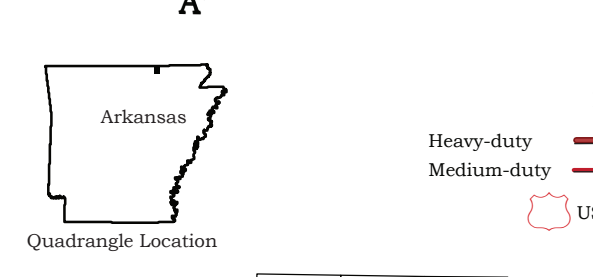 A
Arkansas
Quadrangle Location
Heavy-duty
Medium-duty